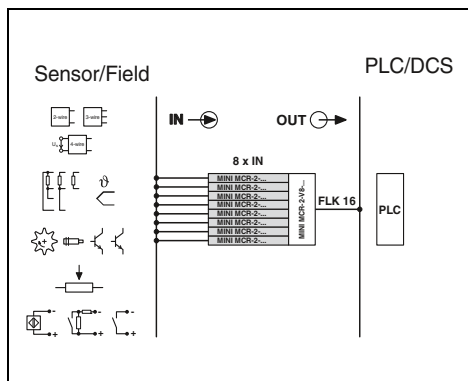 Sensor/Field
PLC/DCS
2-wire
3-wire
4-wire
IN
OUT
8 x IN
MINI MCR-2-...
MINI MCR-2-...
MINI MCR-2-...
MINI MCR-2-...
MINI MCR-2-...
MINI MCR-2-...
MINI MCR-2-...
MINI MCR-2-...
MINI MCR-2-V8-...
FLK 16
PLC
ϑ
- 
+
-
+
-
+